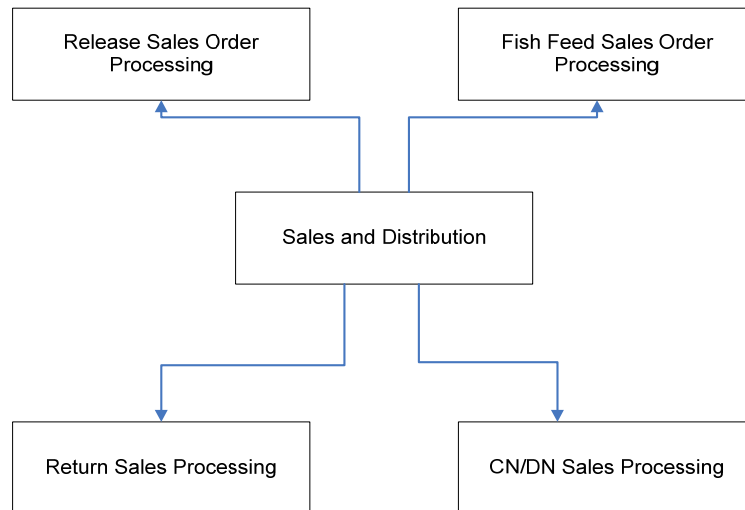 Release Sales Order
Processing
Fish Feed Sales Order
Processing
Sales and Distribution
Return Sales Processing
CN/DN Sales Processing